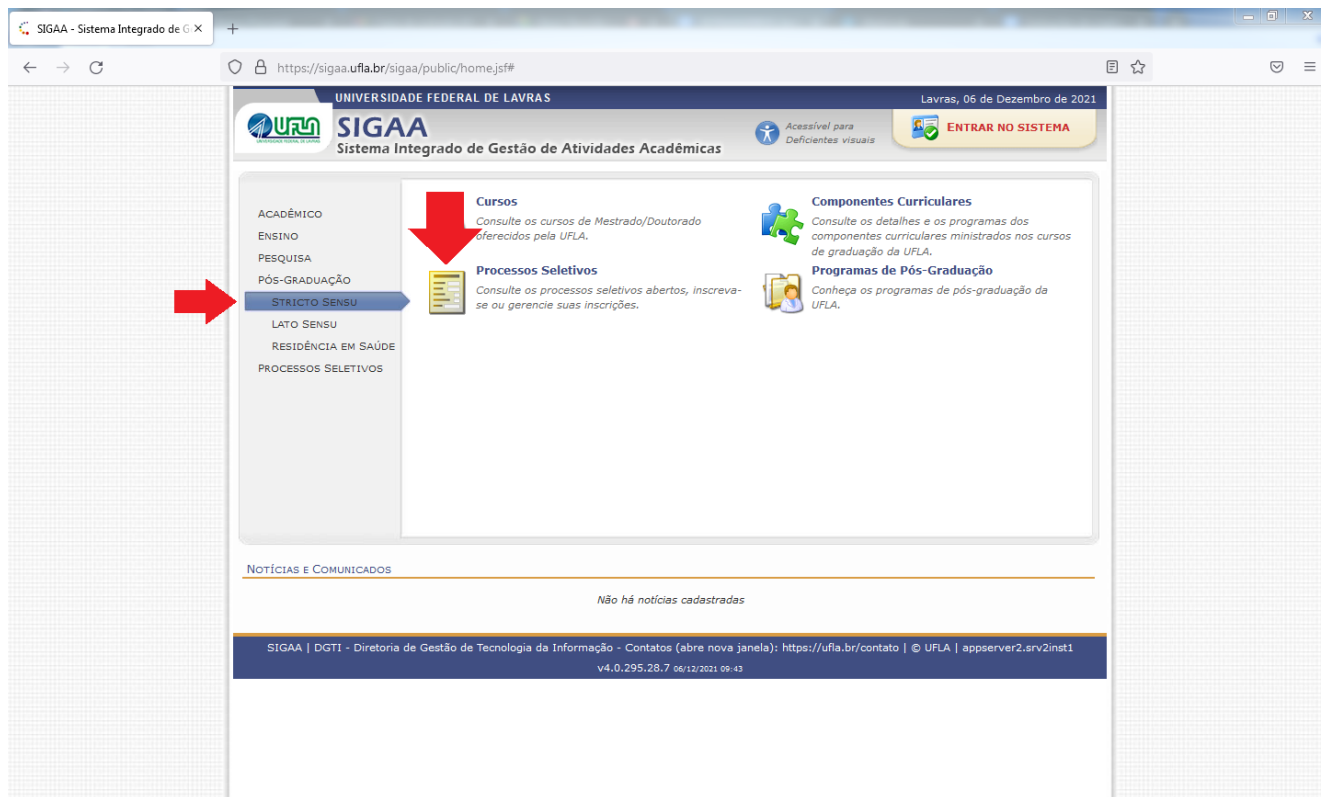 SIGAA - Sistema Integrado de G
https://sigaa.ufla.br/sigaa/public/home.jsf#
UNIVERSIDADE FEDERAL DE LAVRAS
Lavras, 06 de Dezembro de 2021
UFLA
UNIVERSIDADE FEDERAL DE LAVRAS
SIGAA
Sistema Integrado de Gestão de Atividades Acadêmicas
Acessível para
Deficientes visuais
ENTRAR NO SISTEMA
ACADÊMICO
ENSINO
PESQUISA
PÓS-GRADUAÇÃO
STRICTO SENSU
LATO SENSU
RESIDÊNCIA EM SAÚDE
PROCESSOS SELETIVOS
Cursos
Consulte os cursos de Mestrado/Doutorado
oferecidos pela UFLA.
Componentes Curriculares
Consulte os detalhes e os programas dos
componentes curriculares ministrados nos cursos
de graduação da UFLA.
Processos Seletivos
Consulte os processos seletivos abertos, inscreva-
se ou gerencie suas inscrições.
Programas de Pós-Graduação
Conheça os programas de pós-graduação da
UFLA.
NOTÍCIAS E COMUNICADOS
Não há notícias cadastradas
SIGAA | DGTI - Diretoria de Gestão de Tecnologia da Informação - Contatos (abre nova janela): https://ufla.br/contato | © UFLA | appserver2.srv2inst1
v4.0.295.28.7 06/12/2021 09:43